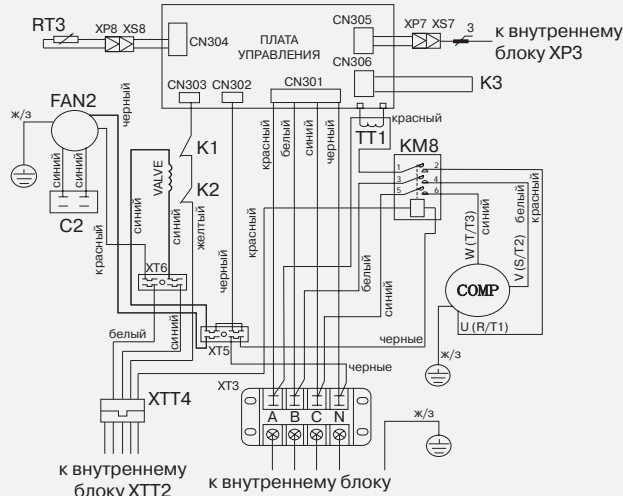 RT3
XP8 XS8
CN304
ПЛАТА
УПРАВЛЕНИЯ
CN305
XP7 XS7
3
к внутреннему
блоку XP3
CN306
K3
CN303
CN302
CN301
красный
TT1
KM8
FAN2
черный
ж/з
синий
синий
C2
VALVE
K1
K2
красный
белый
синий
черный
1
2
3
4
5
6
красный
синий
синий
желтый
черный
красный
белый
синий
W (T/T3)
синий
V (S/T2)
белый
красный
COMP
U (R/T1)
ж/з
XT6
белый
синий
XT5
черные
черные
XT3
XTT4
A B C N
ж/з
к внутреннему
блоку XTT2
к внутреннему блоку